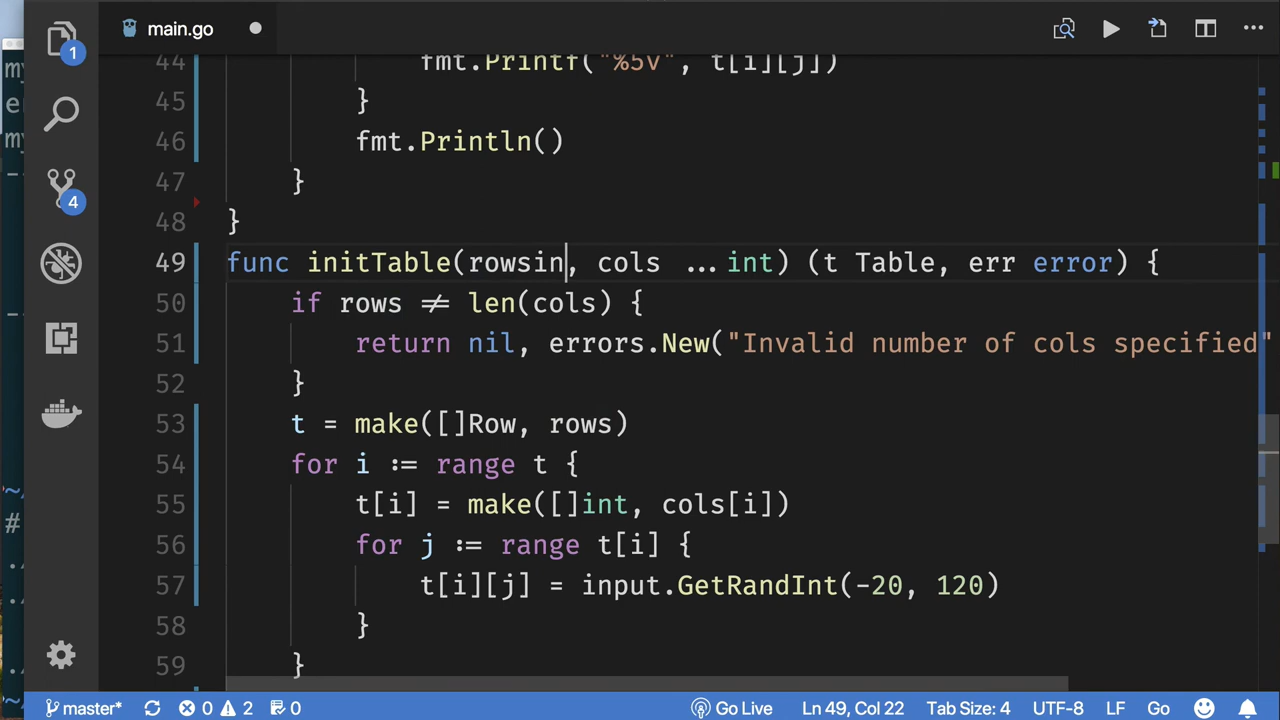 1
main.go
my
e
my
4
44 fmt.Printf("%5v", t[i][j])
45 }
46 fmt.Println()
47 }
48 }
49 func initTable(rowsin, cols ...int) (t Table, err error) {
50 if rows != len(cols) {
51 return nil, errors.New("Invalid number of cols specified"
52 }
53 t = make([]Row, rows)
54 for i := range t {
55 t[i] = make([]int, cols[i])
56 for j := range t[i] {
57 t[i][j] = input.GetRandInt(-20, 120)
58 }
59 }
master* 0 2 0 Go Live Ln 49, Col 22 Tab Size: 4 UTF-8 LF Go